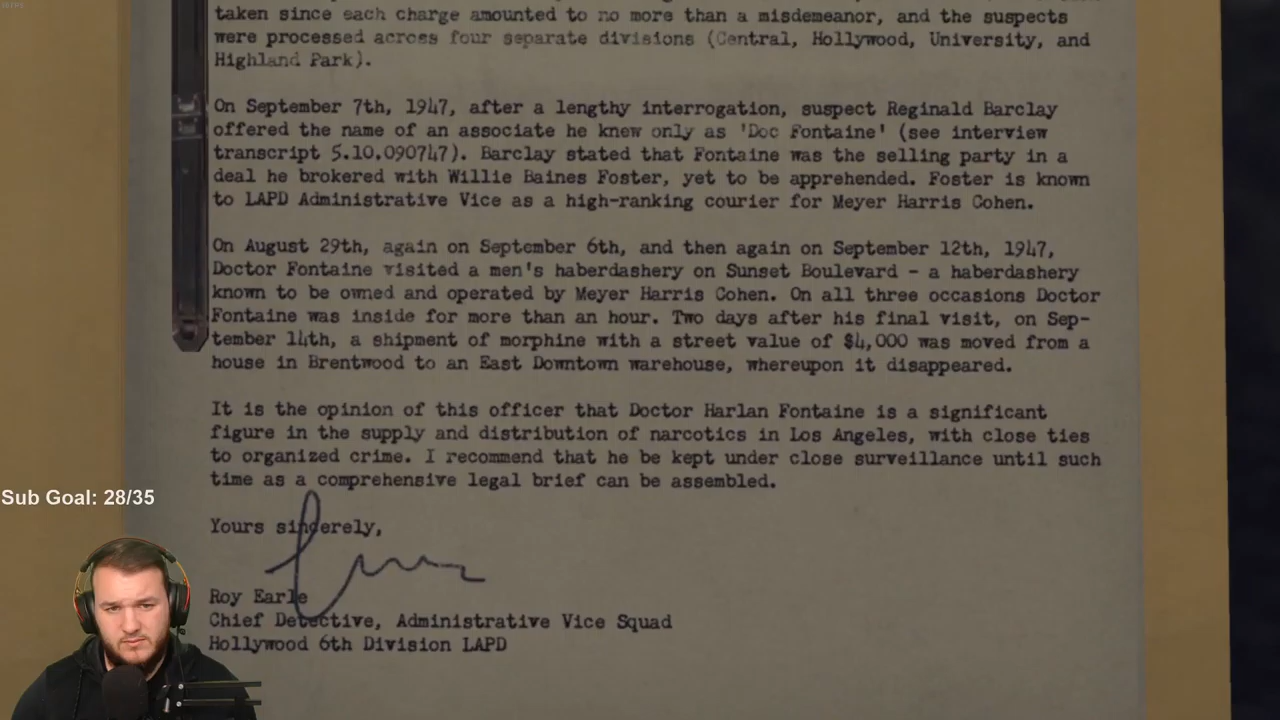 taken since each charge amounted to no more than a misdemeanor, and the suspects
were processed across four separate divisions (Central, Hollywood, University, and
Highland Park).
On September 7th, 1947, after a lengthy interrogation, suspect Reginald Barclay
offered the name of an associate he knew only as 'Doc Fontaine' (see interview
transcript 5.10.090747). Barclay stated that Fontaine was the selling party in a
deal he brokered with Willie Baines Foster, yet to be apprehended. Foster is known
to LAPD Administrative Vice as a high-ranking courier for Meyer Harris Cohen.
On August 29th, again on September 6th, and then again on September 12th, 1947,
Doctor Fontaine visited a men's haberdashery on Sunset Boulevard - a haberdashery
known to be owned and operated by Meyer Harris Cohen. On all three occasions Doctor
Fontaine was inside for more than an hour. Two days after his final visit, on Sep-
tember 14th, a shipment of morphine with a street value of $4,000 was moved from a
house in Brentwood to an East Downtown warehouse, whereupon it disappeared.
It is the opinion of this officer that Doctor Harlan Fontaine is a significant
figure in the supply and distribution of narcotics in Los Angeles, with close ties
to organized crime. I recommend that he be kept under close surveillance until such
time as a comprehensive legal brief can be assembled.
Sub Goal: 28/35
Yours sincerely,
Roy Earle
Chief Detective, Administrative Vice Squad
Hollywood 6th Division LAPD